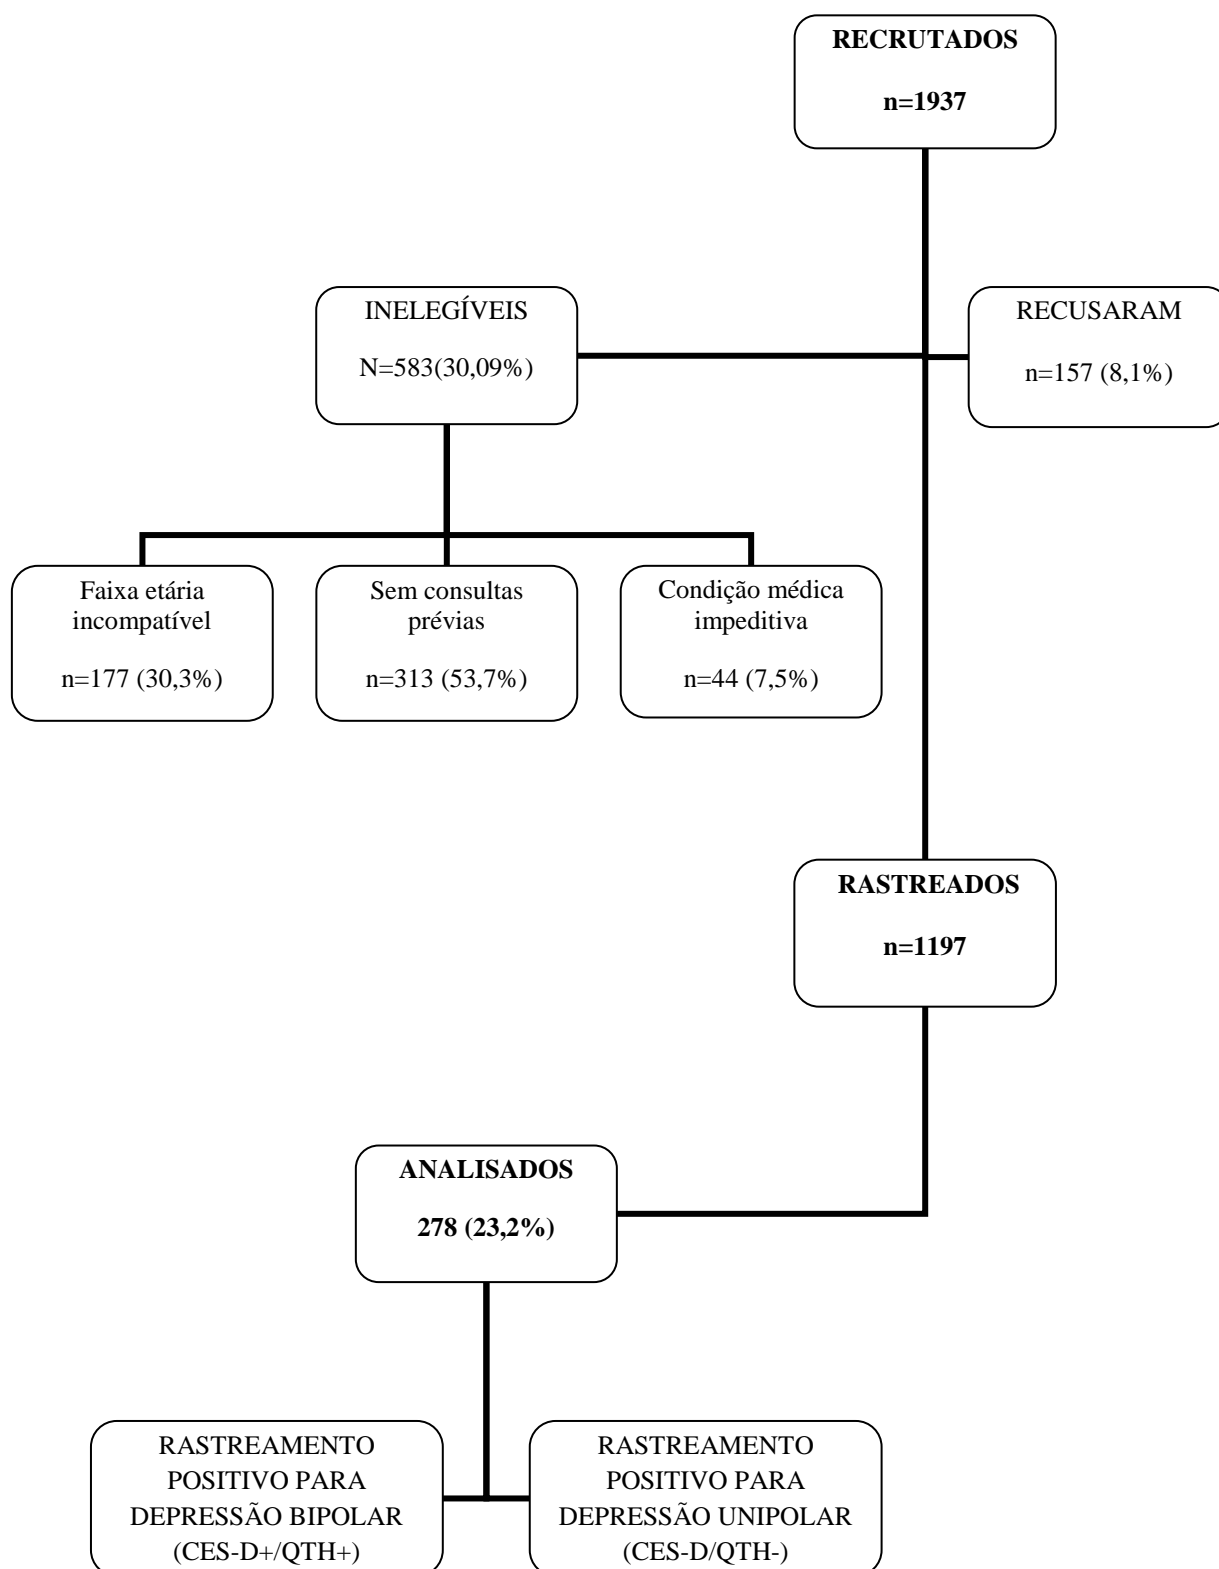 RECRUTADOS
n=1937
INELEGÍVEIS
N=583(30,09%)
RECUSARAM
n=157 (8,1%)
Faixa etária
incompatível
n=177 (30,3%)
Sem consultas
prévias
n=313 (53,7%)
Condição médica
impeditiva
n=44 (7,5%)
RASTREADOS
n=1197
ANALISADOS
278 (23,2%)
RASTREAMENTO
POSITIVO PARA
DEPRESSÃO BIPOLAR
(CES-D+/QTH+)
RASTREAMENTO
POSITIVO PARA
DEPRESSÃO UNIPOLAR
(CES-D/QTH-)